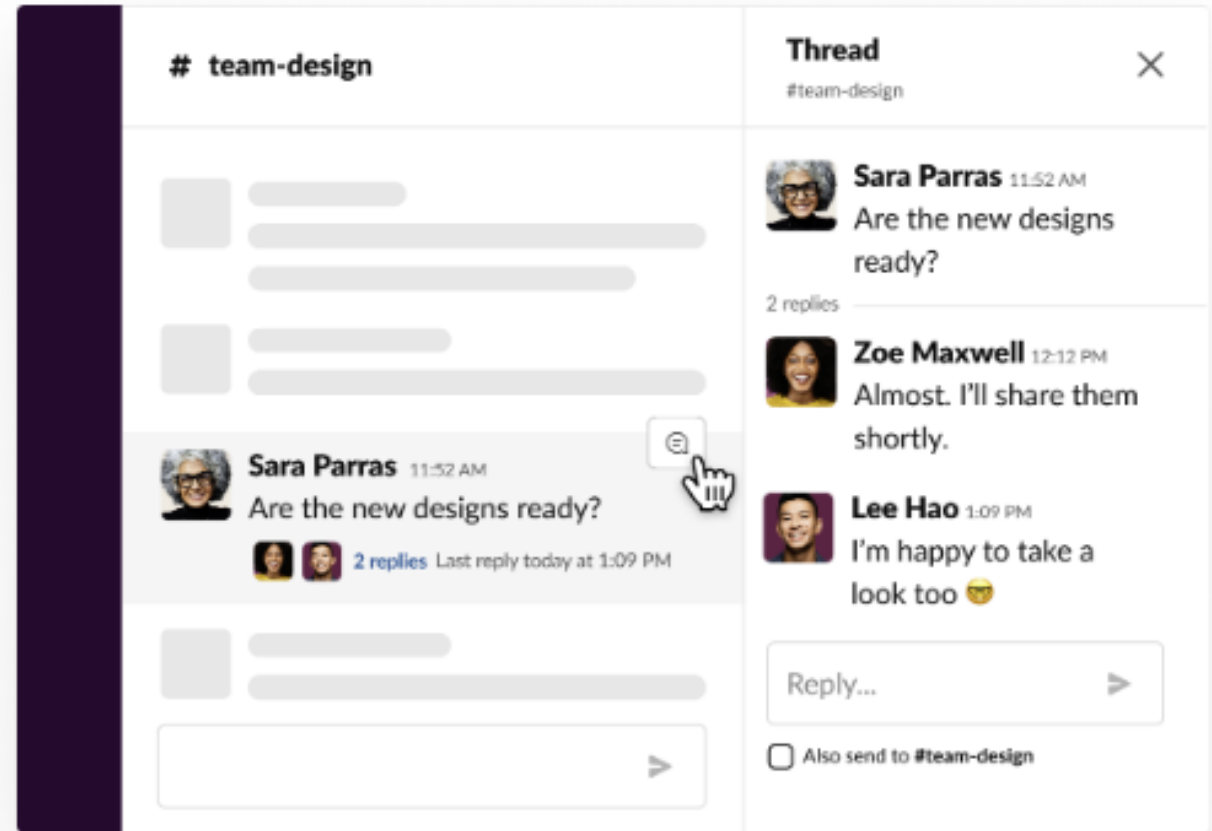 # team-design
Sara Parras 11:52 AM
Are the new designs ready?
2 replies Last reply today at 1:09 PM
Thread
#team-design
Sara Parras 11:52 AM
Are the new designs
ready?
2 replies
Zoe Maxwell 12:12 PM
Almost. I’ll share them
shortly.
Lee Hao 1:09 PM
I’m happy to take a
look too 🤓
Reply...
Also send to #team-design